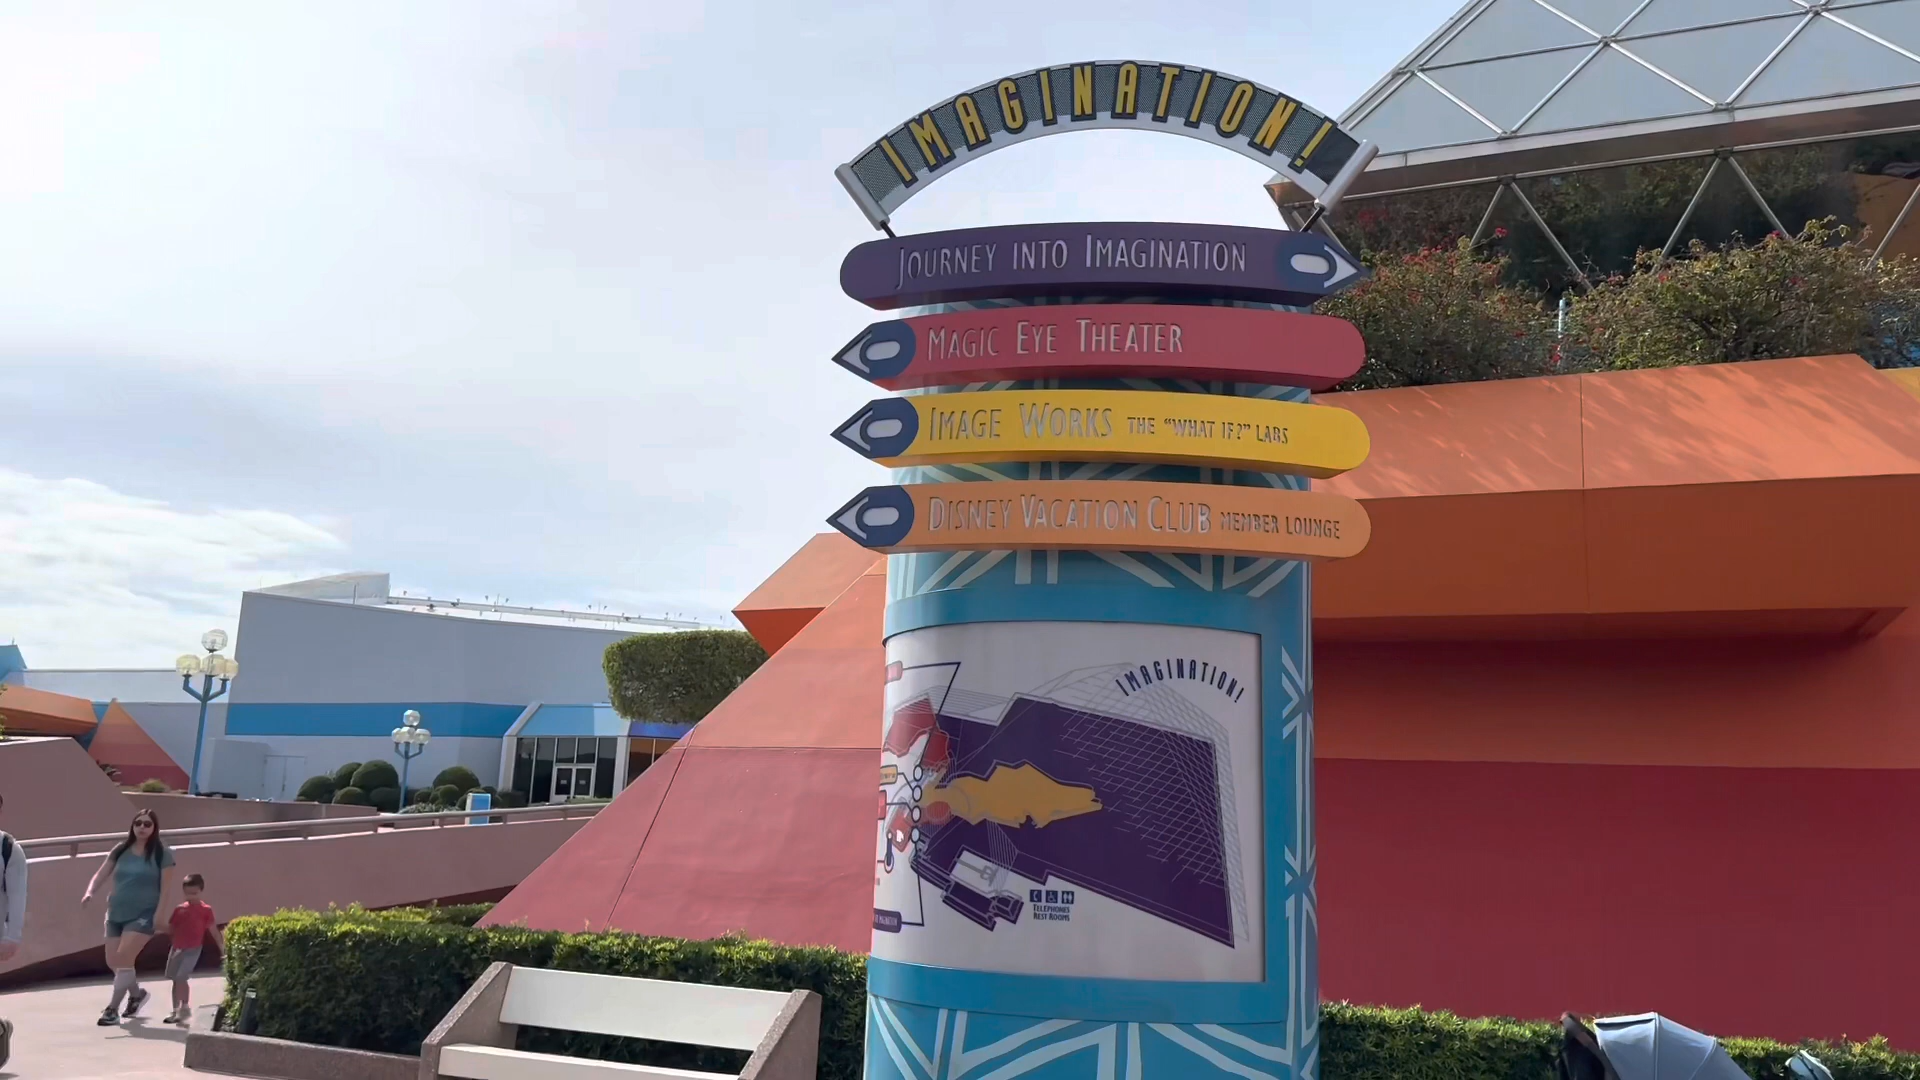 IMAGINATION!
JOURNEY INTO IMAGINATION
MAGIC EYE THEATER
IMAGE WORKS THE "WHAT IF?" LABS
DISNEY VACATION CLUB MEMBER LOUNGE
IMAGINATION!
TELEPHONES
REST ROOMS